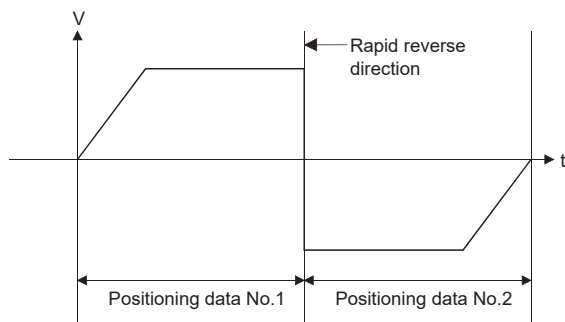 V
Rapid reverse
direction
t
Positioning data No.1
Positioning data No.2